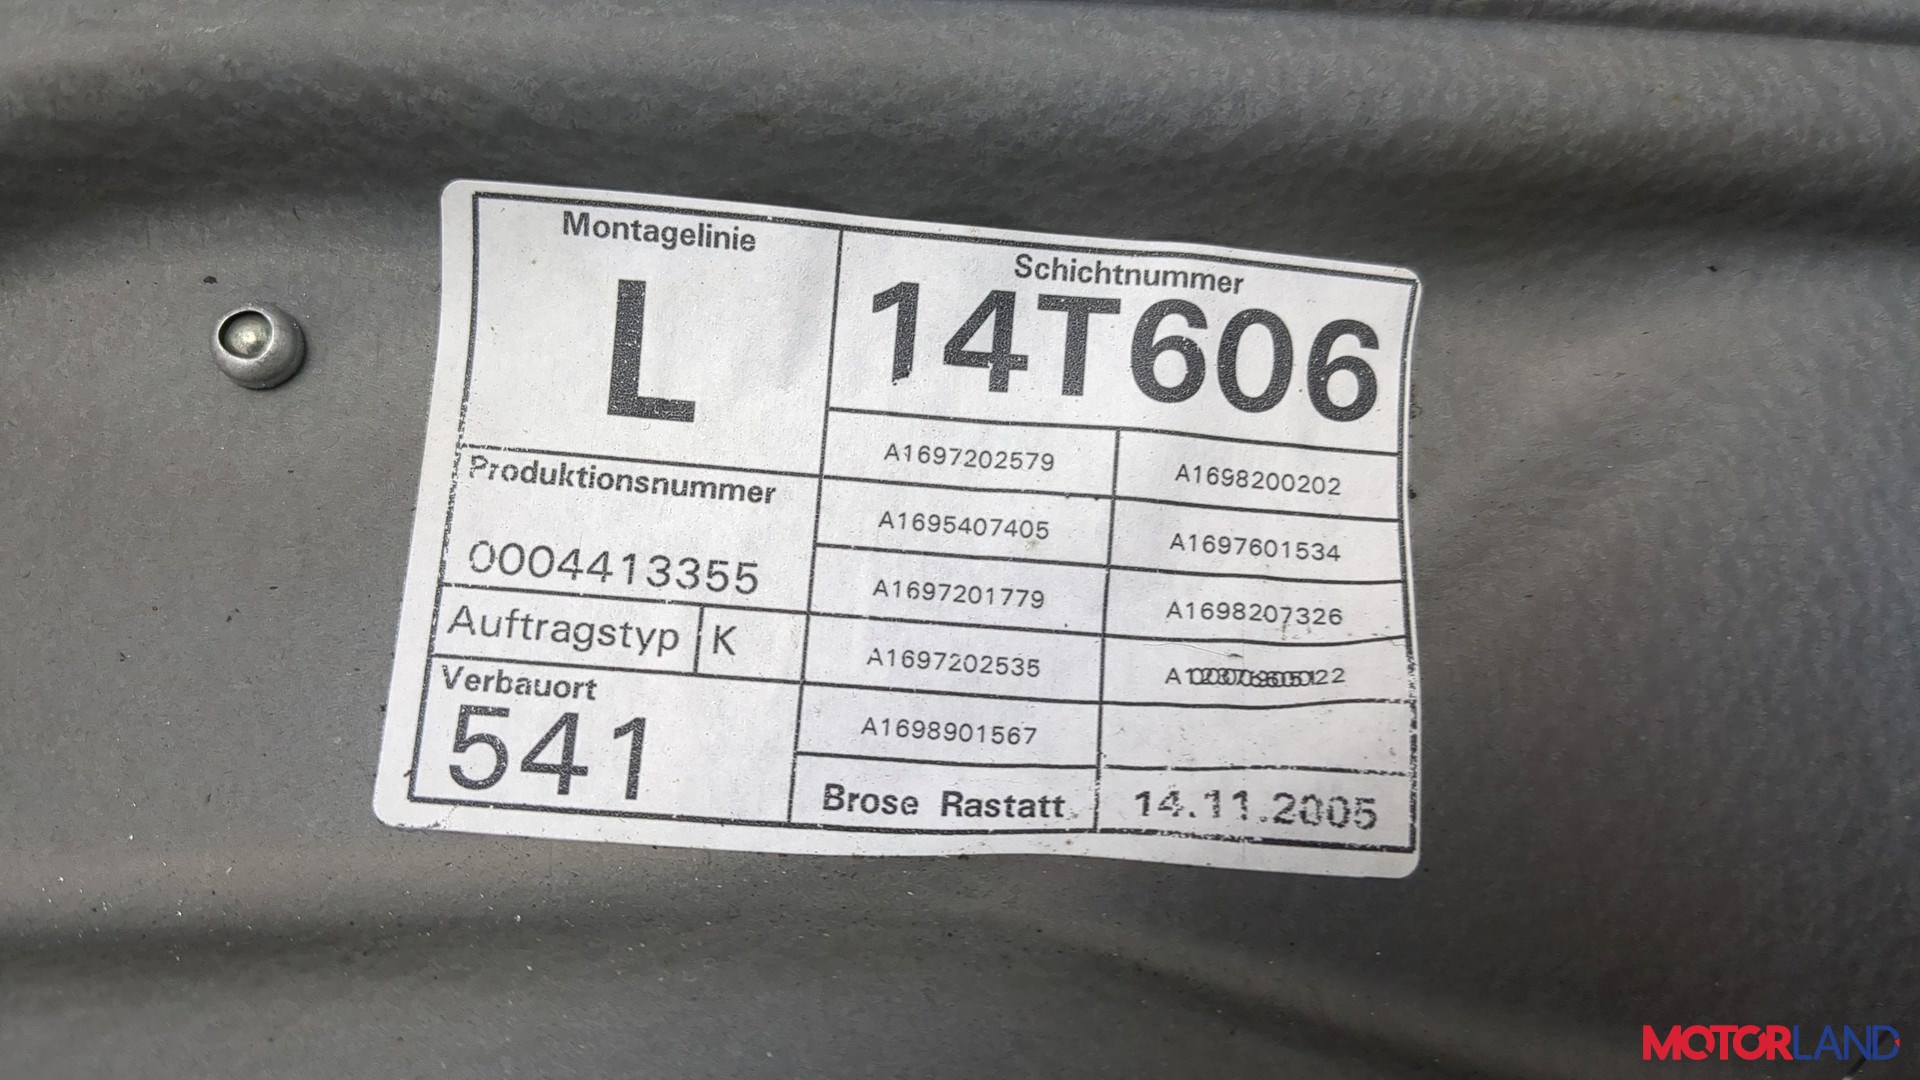 Montagelinie
L
Schichtnummer
14T606
Produktionsnummer
0004413355
Auftragstyp K
Verbauort
541
A1697202579 A1698200202
A1695407405 A1697601534
A1697201779 A1698207326
A1697202535
A1698901567
Brose Rastatt 14.11.2005
MOTORLAND